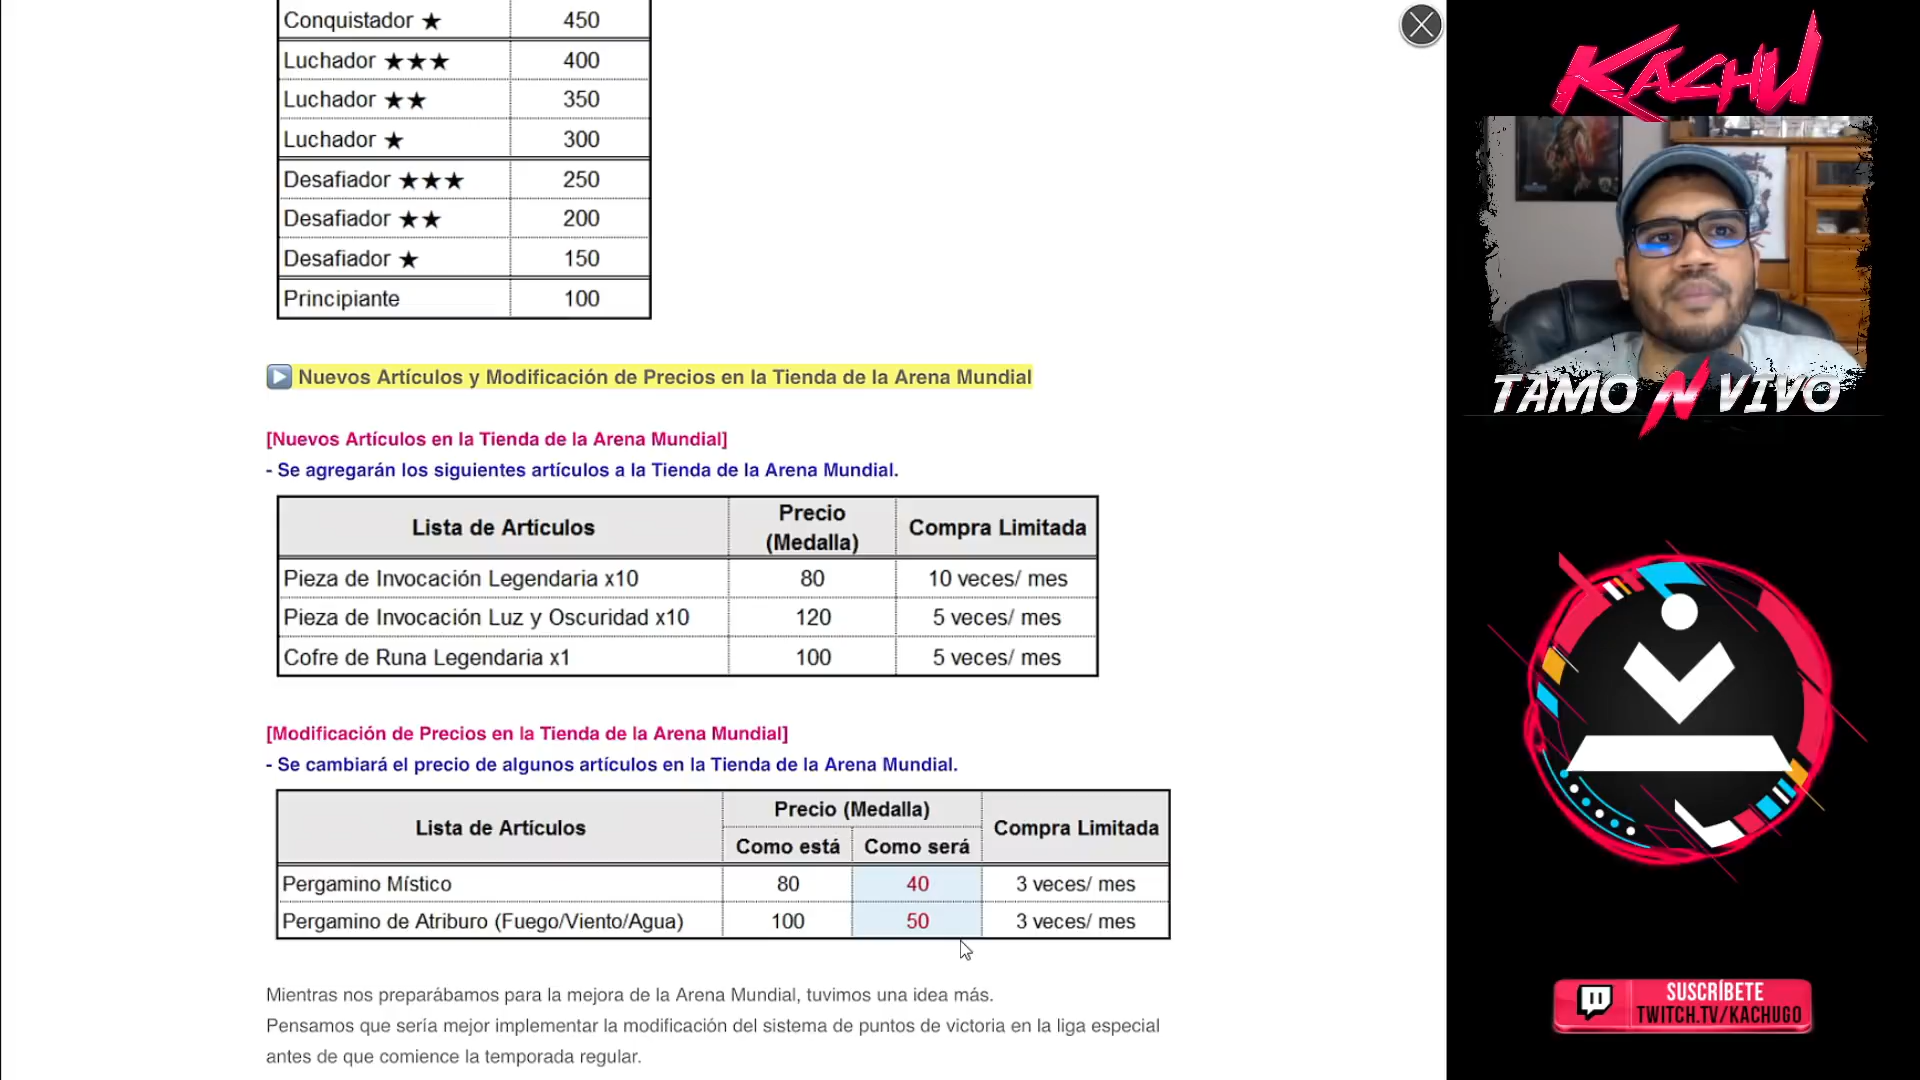 Conquistador ★ 450
Luchador ★★★ 400
Luchador ★★ 350
Luchador ★ 300
Desafiador ★★★ 250
Desafiador ★★ 200
Desafiador ★ 150
Principiante 100
Nuevos Artículos y Modificación de Precios en la Tienda de la Arena Mundial
[Nuevos Artículos en la Tienda de la Arena Mundial]
- Se agregarán los siguientes artículos a la Tienda de la Arena Mundial.
Lista de Artículos Precio (Medalla) Compra Limitada
Pieza de Invocación Legendaria x10 80 10 veces/ mes
Pieza de Invocación Luz y Oscuridad x10 120 5 veces/ mes
Cofre de Runa Legendaria x1 100 5 veces/ mes
[Modificación de Precios en la Tienda de la Arena Mundial]
- Se cambiará el precio de algunos artículos en la Tienda de la Arena Mundial.
Lista de Artículos Precio (Medalla) Compra Limitada
Como está Como será
Pergamino Místico 80 40 3 veces/ mes
Pergamino de Atriburo (Fuego/Viento/Agua) 100 50 3 veces/ mes
Mientras nos preparábamos para la mejora de la Arena Mundial, tuvimos una idea más.
Pensamos que sería mejor implementar la modificación del sistema de puntos de victoria en la liga especial
antes de que comience la temporada regular.
KACHU
TAMO N VIVO
SUSCRÍBETE
TWITCH.TV/KACHUGO